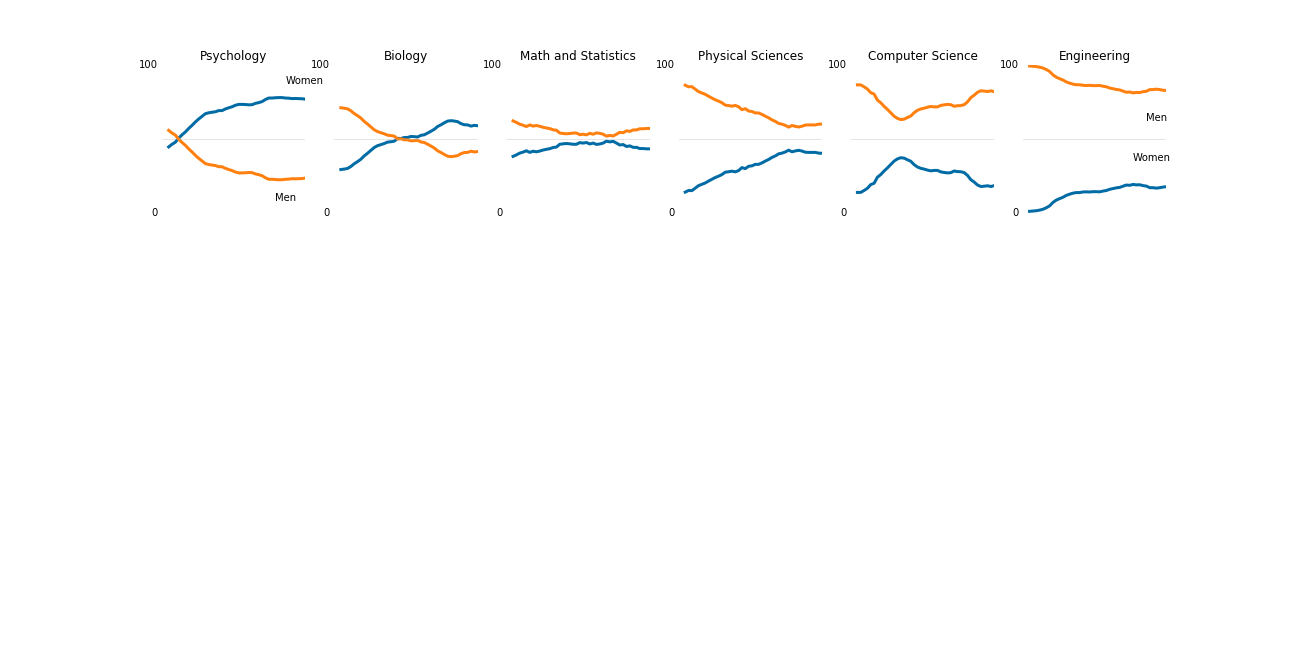 Psychology
Biology
Math and Statistics
Physical Sciences
Computer Science
Engineering
100
100
100
100
100
100
Women
Men
Women
Men
0
0
0
0
0
0